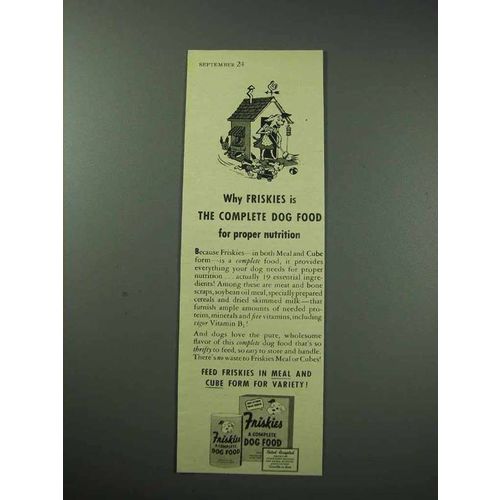 SEPTEMBER 24
Why FRISKIES is
THE COMPLETE DOG FOOD
for proper nutrition
Because Friskies—in both Meal and Cube
form—is a complete food, it provides
everything your dog needs for proper
nutrition . . . actually 19 essential ingre-
dients! Among these are meat and bone
scraps, soybean oil meal, specially prepared
cereals and dried skimmed milk—that
furnish ample amounts of needed pro-
teins, minerals and five vitamins, including
vigor Vitamin B₁!
And dogs love the pure, wholesome
flavor of this complete dog food that's so
thrifty to feed, so easy to store and handle.
There's no waste to Friskies Meal or Cubes!
FEED FRISKIES IN MEAL AND
CUBE FORM FOR VARIETY!
Friskies
A COMPLETE
DOG FOOD
Friskies
A COMPLETE
DOG FOOD